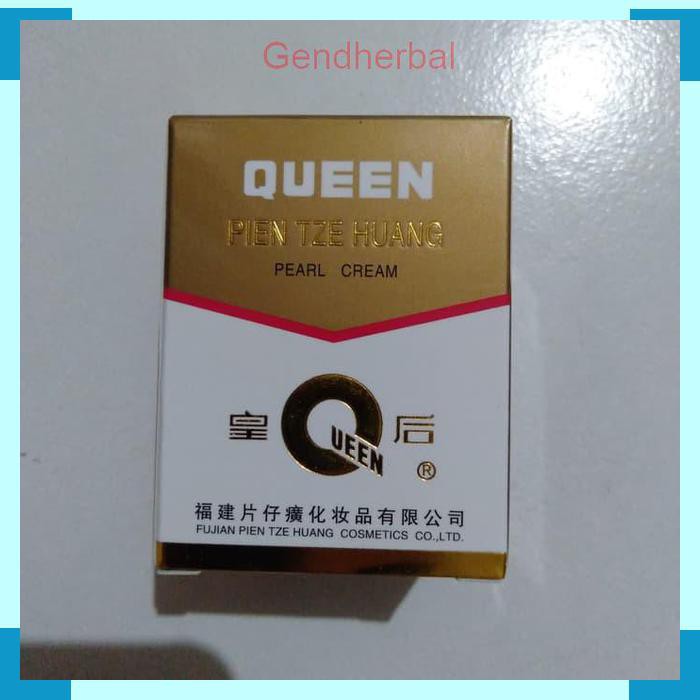 Gendherbal
QUEEN
PIEN TZE HUANG
PEARL CREAM
皇 QUEEN 后
®
福建片仔癀化妆品有限公司
FUJIAN PIEN TZE HUANG COSMETICS CO.,LTD.